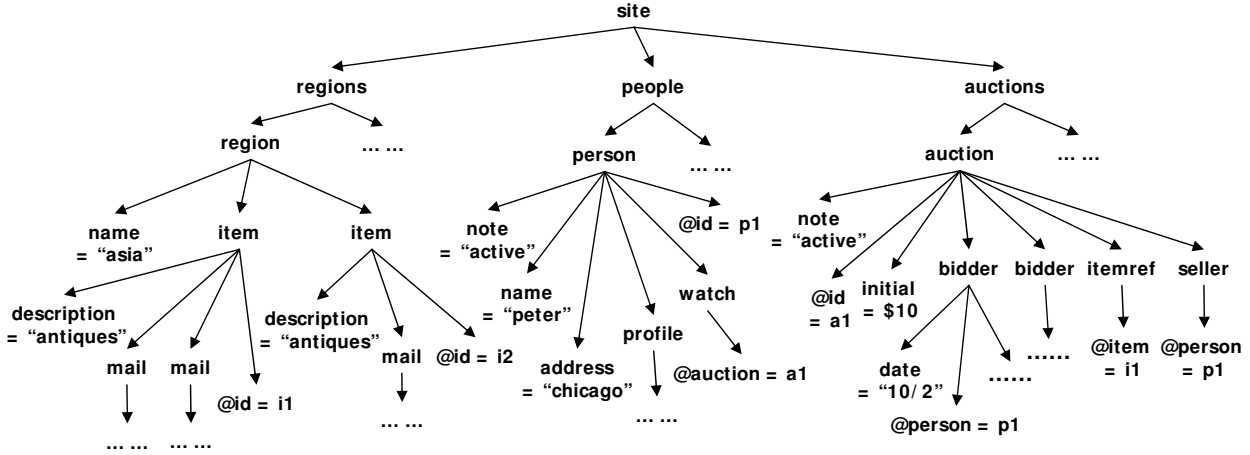 site
regions
people
auctions
region
… …
person
… …
auction
… …
name
= “asia”
item
item
note
= “active”
@id = p1
note
= “active”
description
= “antiques”
description
= “antiques”
name
= “peter”
watch
@id
= a1
initial
= $10
bidder
bidder
itemref
seller
mail
mail
@id = i1
mail
@id = i2
address
= “chicago”
profile
@auction = a1
date
= “10/ 2”
……
……
@item
= i1
@person
= p1
… …
… …
… …
… …
@person = p1